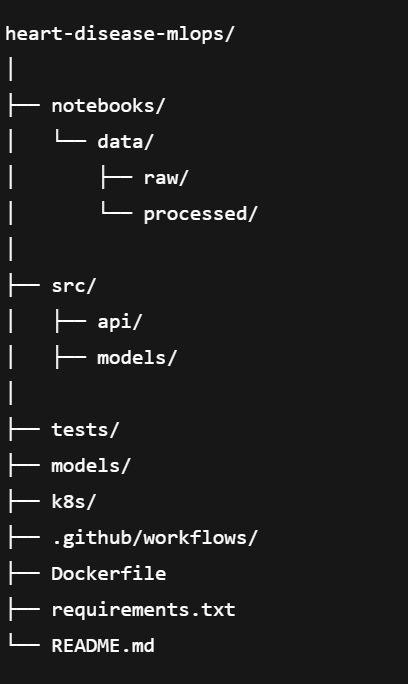 heart-disease-mlops/
│
├── notebooks/
│   └── data/
│       ├── raw/
│       └── processed/
│
├── src/
│   ├── api/
│   ├── models/
│
├── tests/
├── models/
├── k8s/
├── .github/workflows/
├── Dockerfile
├── requirements.txt
└── README.md